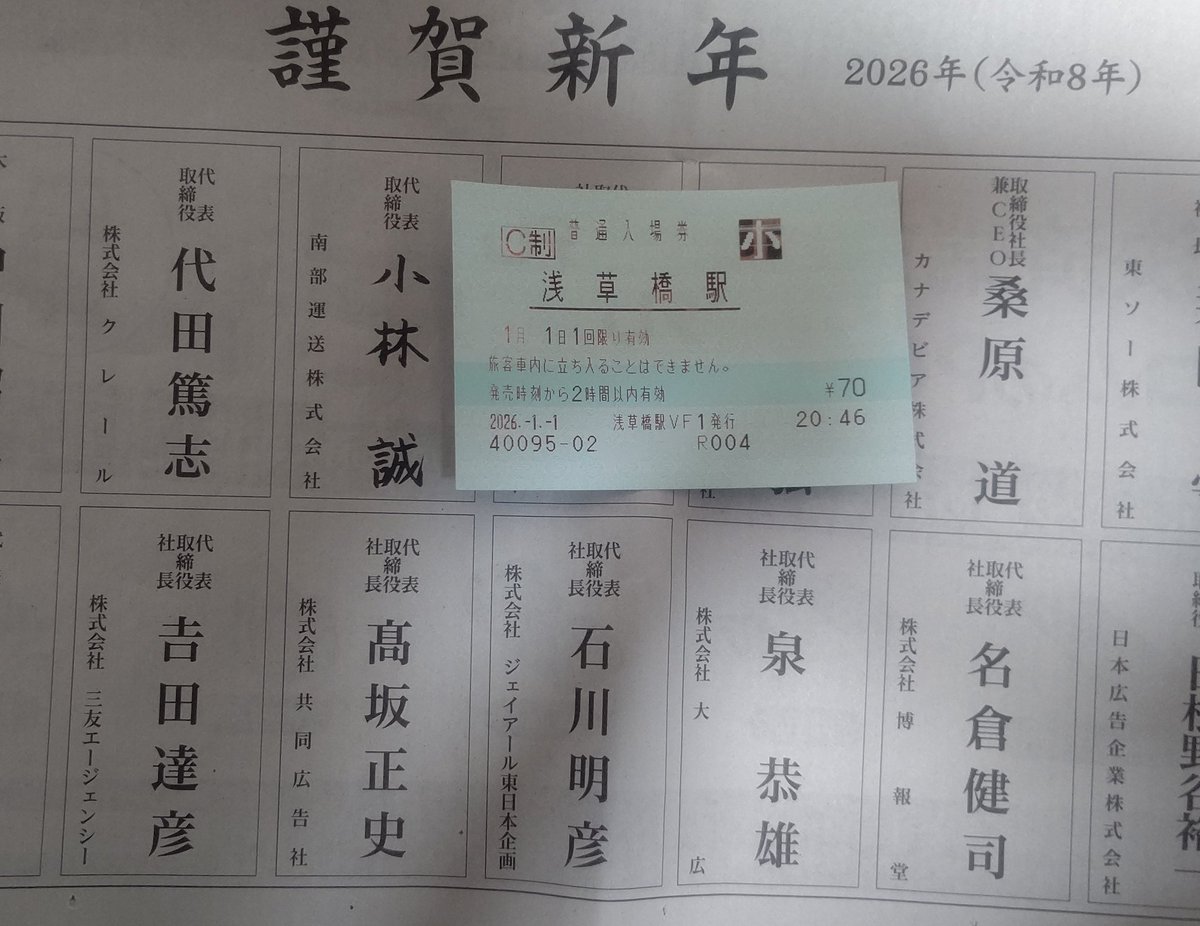 謹賀新年
2026年(令和8年)
代表取締役
代田篤志
株式会社クレール
代表取締役
小林誠
南部運送株式会社
C制
普通入場券
ホ
浅草橋駅
1月 1日1回限り有効
旅客車内に立ち入ることはできません。
発売時刻から2時間以内有効
¥70
2026.-1.-1
浅草橋駅VF1発行
20:46
40095-02
R004
取締役社長兼CEO
桑原道
カナデビア株式会社
東ソー株式会社
代表取締役社長
𠮷田達彦
株式会社三友エージェンシー
代表取締役社長
髙坂正史
株式会社共同広告社
代表取締役社長
石川明彦
株式会社ジェイアール東日本企画
代表取締役社長
泉恭雄
株式会社大広
代表取締役社長
名倉健司
株式会社博報堂
日本広告企業株式会社